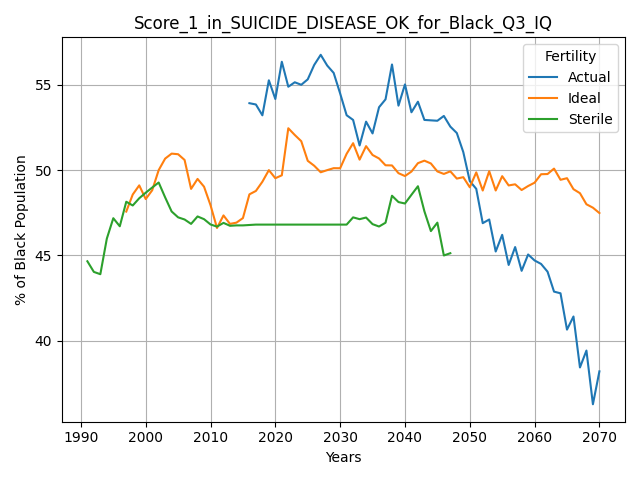 Score_1_in_SUICIDE_DISEASE_OK_for_Black_Q3_IQ
Fertility
Actual
Ideal
Sterile
% of Black Population
55
50
45
40
1990 2000 2010 2020 2030 2040 2050 2060 2070
Years